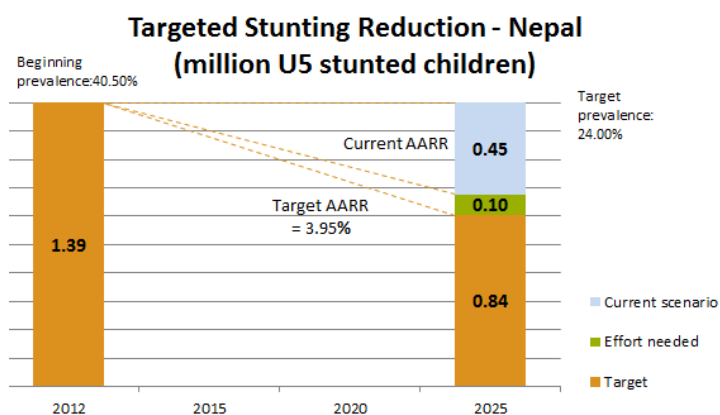 Targeted Stunting Reduction - Nepal
(million U5 stunted children)
Beginning
prevalence:40.50%
Target
prevalence:
24.00%
Current AARR
0.45
Target AARR
= 3.95%
0.10
1.39
0.84
Current scenario
Effort needed
Target
2012
2015
2020
2025